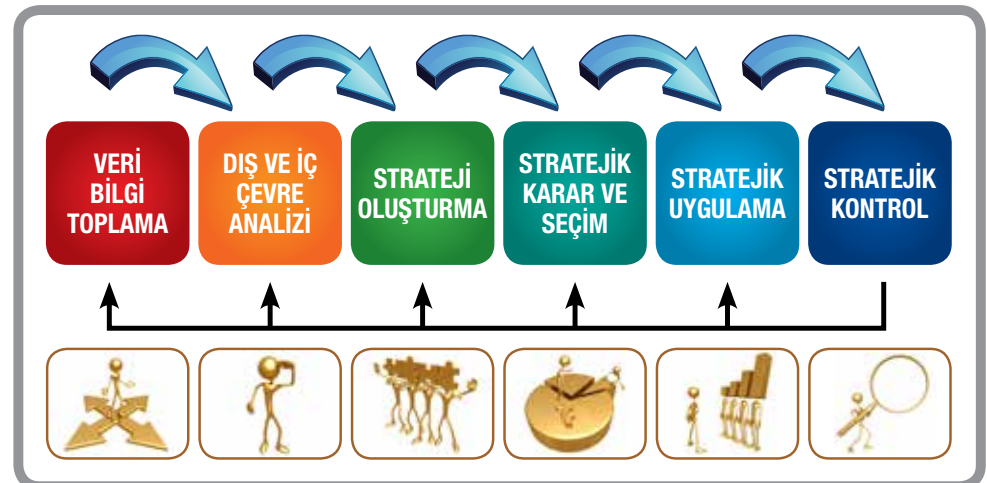 VERİ
BİLGİ
TOPLAMA
DIŞ VE İÇ
ÇEVRE
ANALİZİ
STRATEJİ
OLUŞTURMA
STRATEJİK
KARAR VE
SEÇİM
STRATEJİK
UYGULAMA
STRATEJİK
KONTROL